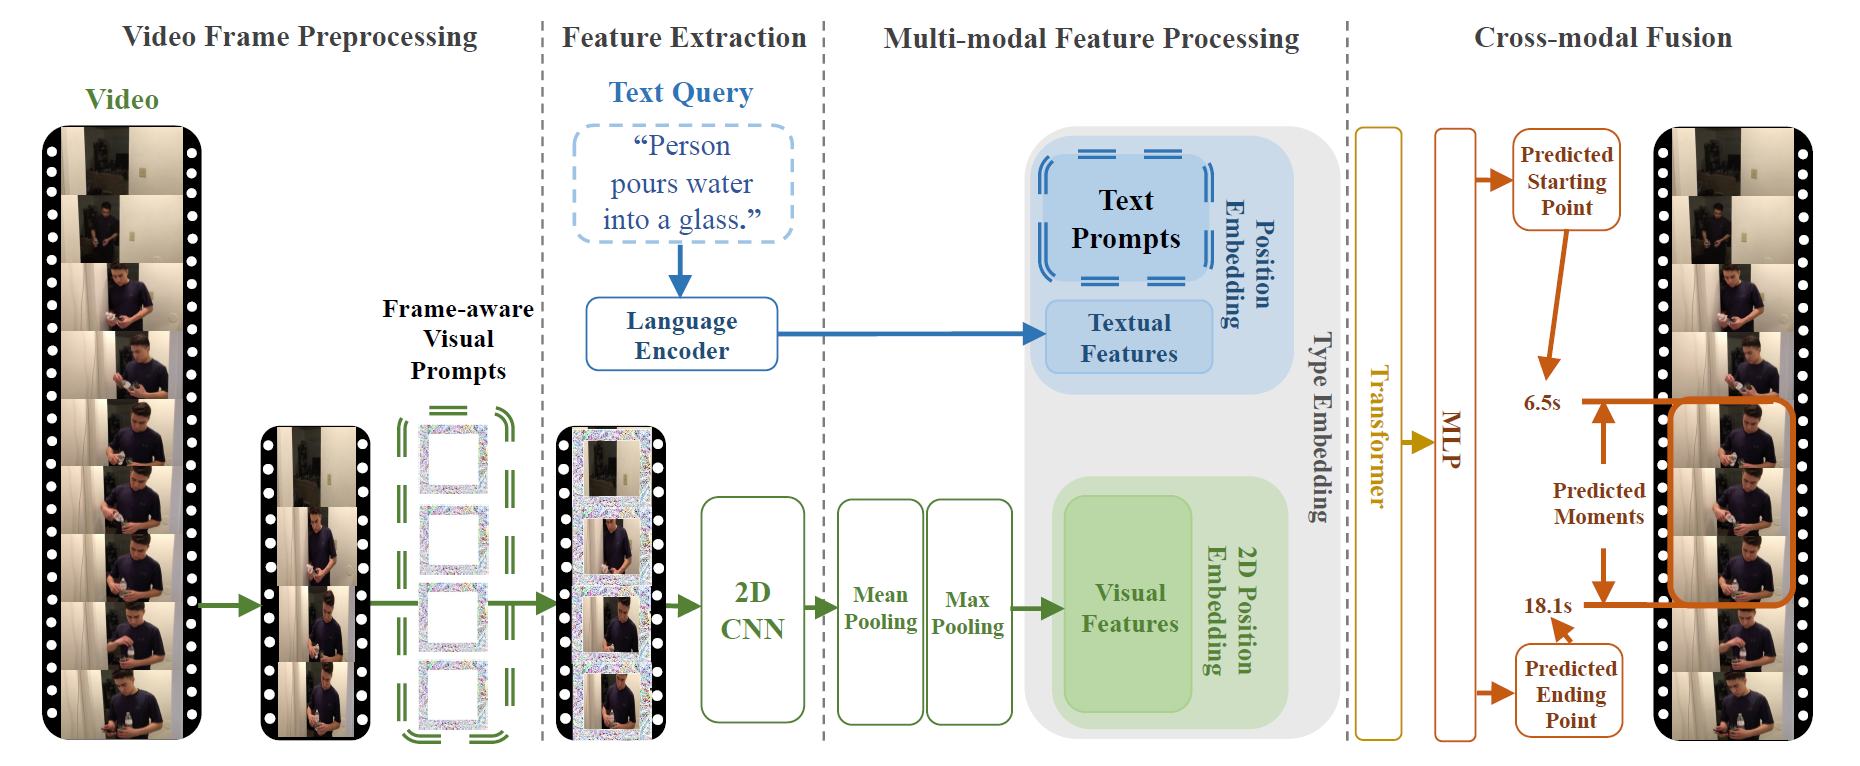 Video Frame Preprocessing
Feature Extraction
Multi-modal Feature Processing
Cross-modal Fusion
Video
Frame-aware
Visual
Prompts
Text Query
“Person
pours water
into a glass.”
Language
Encoder
2D
CNN
Mean
Pooling
Max
Pooling
Text
Prompts
Textual
Features
Position
Embedding
Visual
Features
2D Position
Embedding
Type Embedding
Transformer
MLP
Predicted
Starting
Point
6.5s
Predicted
Moments
18.1s
Predicted
Ending
Point